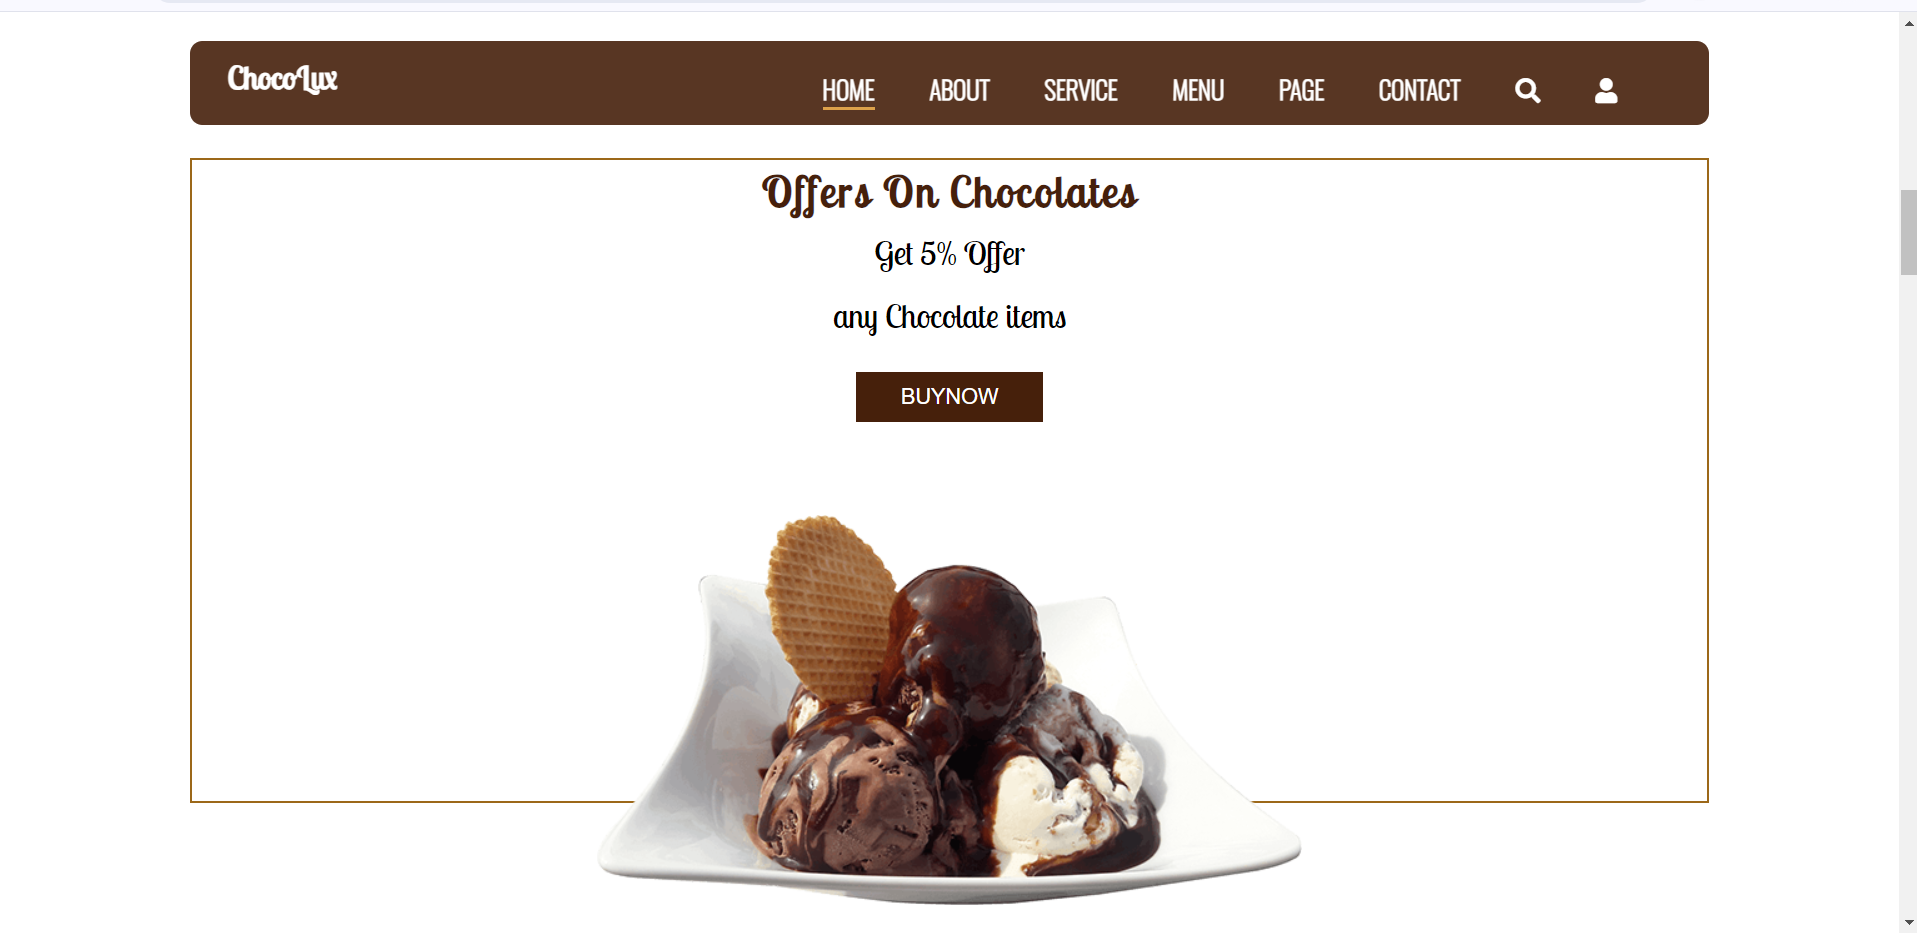 ChocoLux
HOME ABOUT SERVICE MENU PAGE CONTACT
Offers On Chocolates
Get 5% Offer
any Chocolate items
BUYNOW